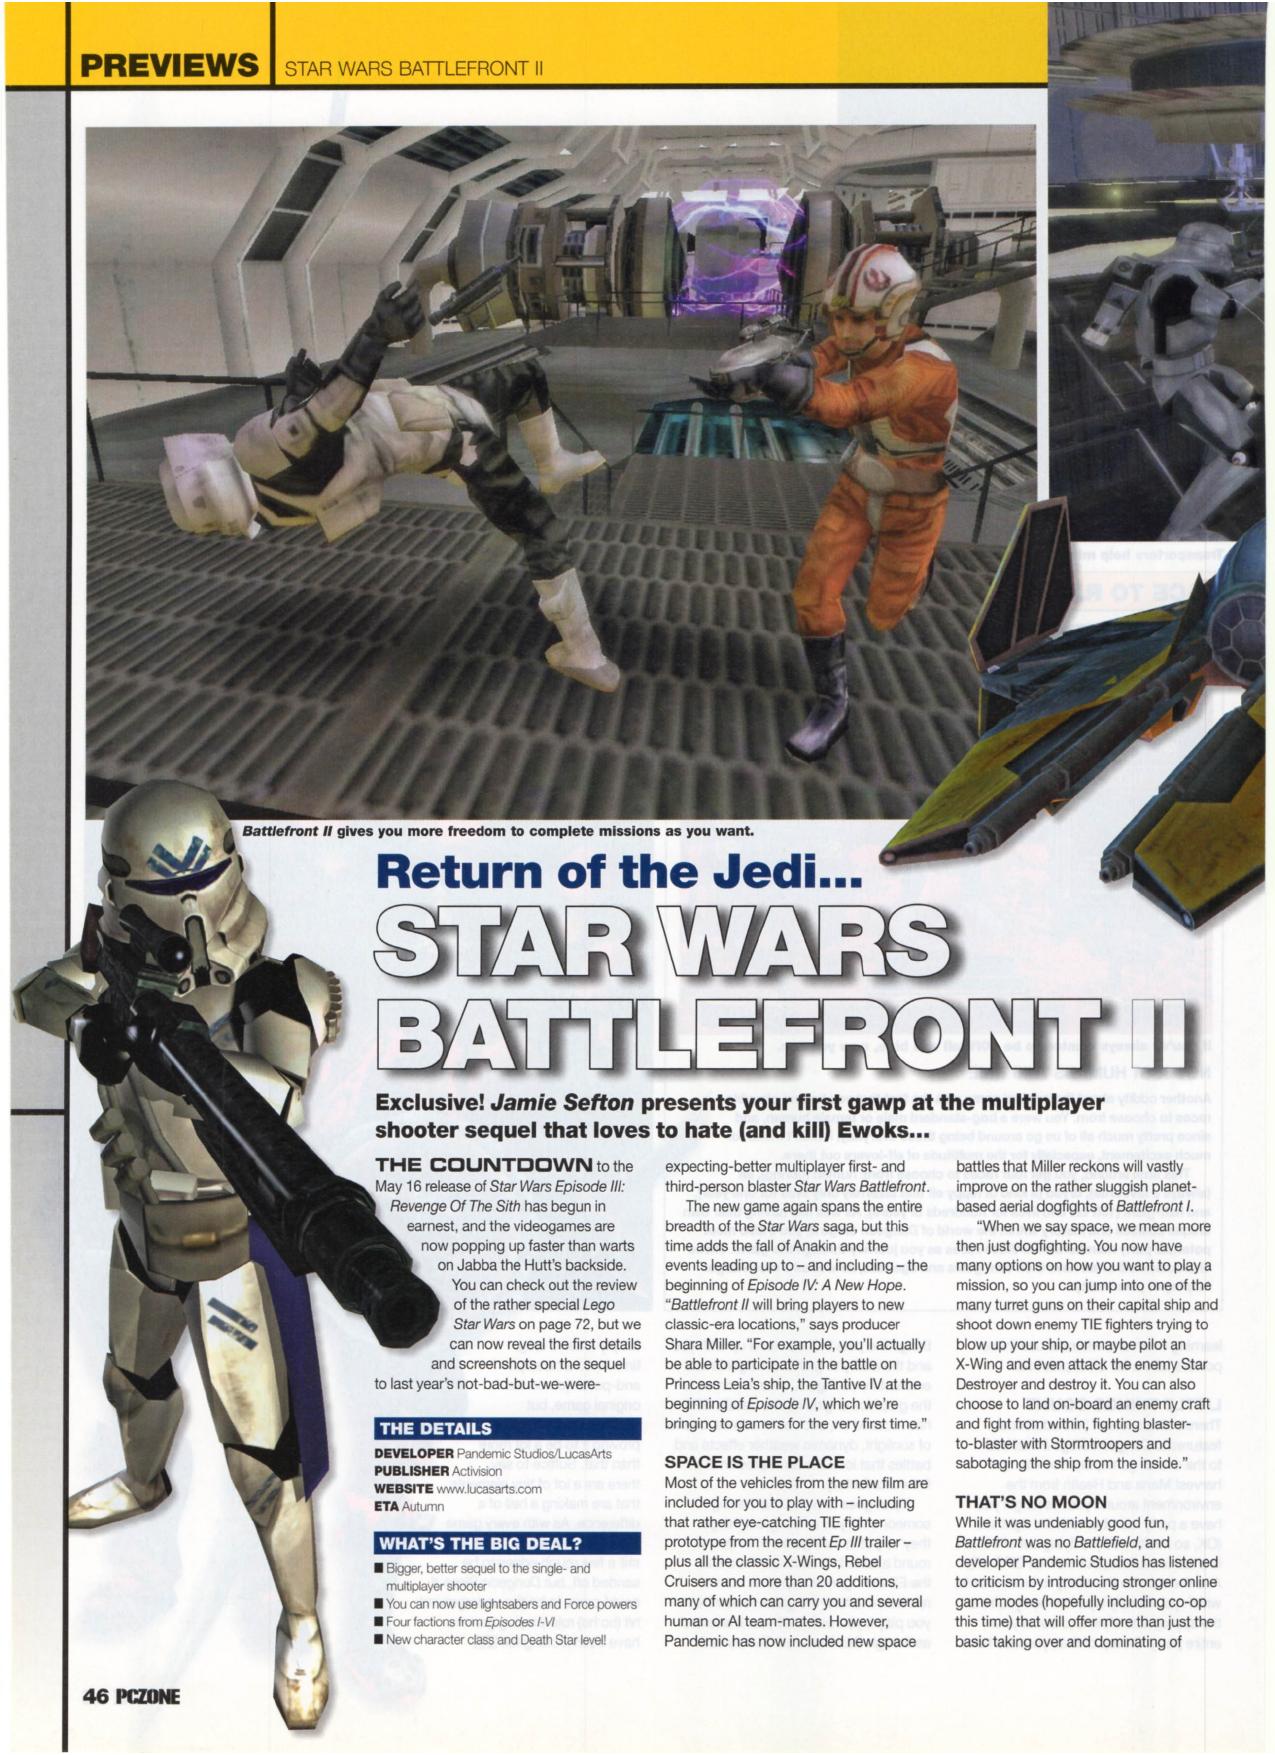 PREVIEWS
STAR WARS BATTLEFRONT II
Battlefront II gives you more freedom to complete missions as you want.
Return of the Jedi...
STAR WARS
BATTLEFRONT II
Exclusive! Jamie Sefton presents your first gawp at the multiplayer
shooter sequel that loves to hate (and kill) Ewoks...
THE COUNTDOWN to the
May 16 release of Star Wars Episode III:
Revenge Of The Sith has begun in
earnest, and the videogames are
now popping up faster than warts
on Jabba the Hutt's backside.
You can check out the review
of the rather special Lego
Star Wars on page 72, but we
can now reveal the first details
and screenshots on the sequel
to last year's not-bad-but-we-were-
THE DETAILS
DEVELOPER Pandemic Studios/LucasArts
PUBLISHER Activision
WEBSITE www.lucasarts.com
ETA Autumn
WHAT'S THE BIG DEAL?
■ Bigger, better sequel to the single- and
multiplayer shooter
■ You can now use lightsabers and Force powers
■ Four factions from Episodes I-VI
■ New character class and Death Star level!
expecting-better multiplayer first- and
third-person blaster Star Wars Battlefront.
The new game again spans the entire
breadth of the Star Wars saga, but this
time adds the fall of Anakin and the
events leading up to – and including – the
beginning of Episode IV: A New Hope.
"Battlefront II will bring players to new
classic-era locations," says producer
Shara Miller. "For example, you'll actually
be able to participate in the battle on
Princess Leia's ship, the Tantive IV at the
beginning of Episode IV, which we're
bringing to gamers for the very first time."
SPACE IS THE PLACE
Most of the vehicles from the new film are
included for you to play with – including
that rather eye-catching TIE fighter
prototype from the recent Ep III trailer –
plus all the classic X-Wings, Rebel
Cruisers and more than 20 additions,
many of which can carry you and several
human or AI team-mates. However,
Pandemic has now included new space
battles that Miller reckons will vastly
improve on the rather sluggish planet-
based aerial dogfights of Battlefront I.
"When we say space, we mean more
then just dogfighting. You now have
many options on how you want to play a
mission, so you can jump into one of the
many turret guns on their capital ship and
shoot down enemy TIE fighters trying to
blow up your ship, or maybe pilot an
X-Wing and even attack the enemy Star
Destroyer and destroy it. You can also
choose to land on-board an enemy craft
and fight from within, fighting blaster-
to-blaster with Stormtroopers and
sabotaging the ship from the inside."
THAT'S NO MOON
While it was undeniably good fun,
Battlefront was no Battlefield, and
developer Pandemic Studios has listened
to criticism by introducing stronger online
game modes (hopefully including co-op
this time) that will offer more than just the
basic taking over and dominating of
46 PCZONE